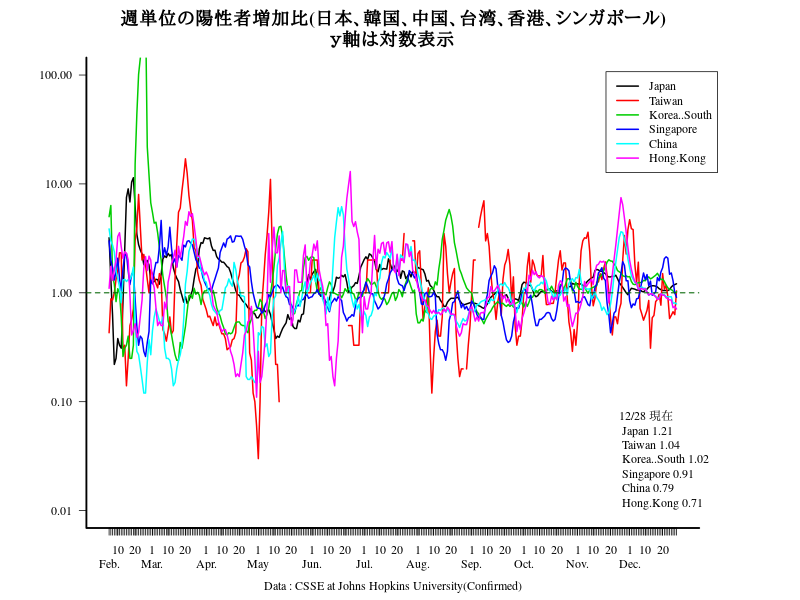 週単位の陽性者増加比(日本、韓国、中国、台湾、香港、シンガポール)
y軸は対数表示
100.00
10.00
1.00
0.10
0.01
Japan
Taiwan
Korea..South
Singapore
China
Hong.Kong
12/28 現在
Japan 1.21
Taiwan 1.04
Korea..South 1.02
Singapore 0.91
China 0.79
Hong.Kong 0.71
10 20 1 10 20 1 10 20 1 10 20 1 10 20 1 10 20 1 10 20 1 10 20 1 10 20 1 10 20 1 10 20
Feb. Mar. Apr. May Jun. Jul. Aug. Sep. Oct. Nov. Dec.
Data : CSSE at Johns Hopkins University(Confirmed)